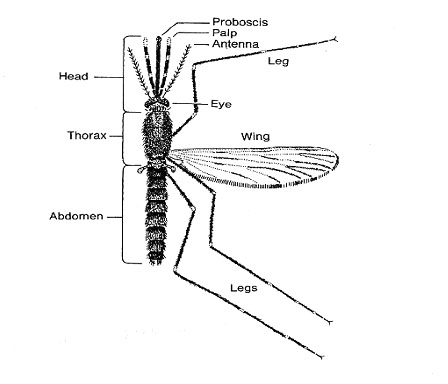 Proboscis
Palp
Antenna
Leg
Head
Eye
Thorax
Wing
Abdomen
Legs